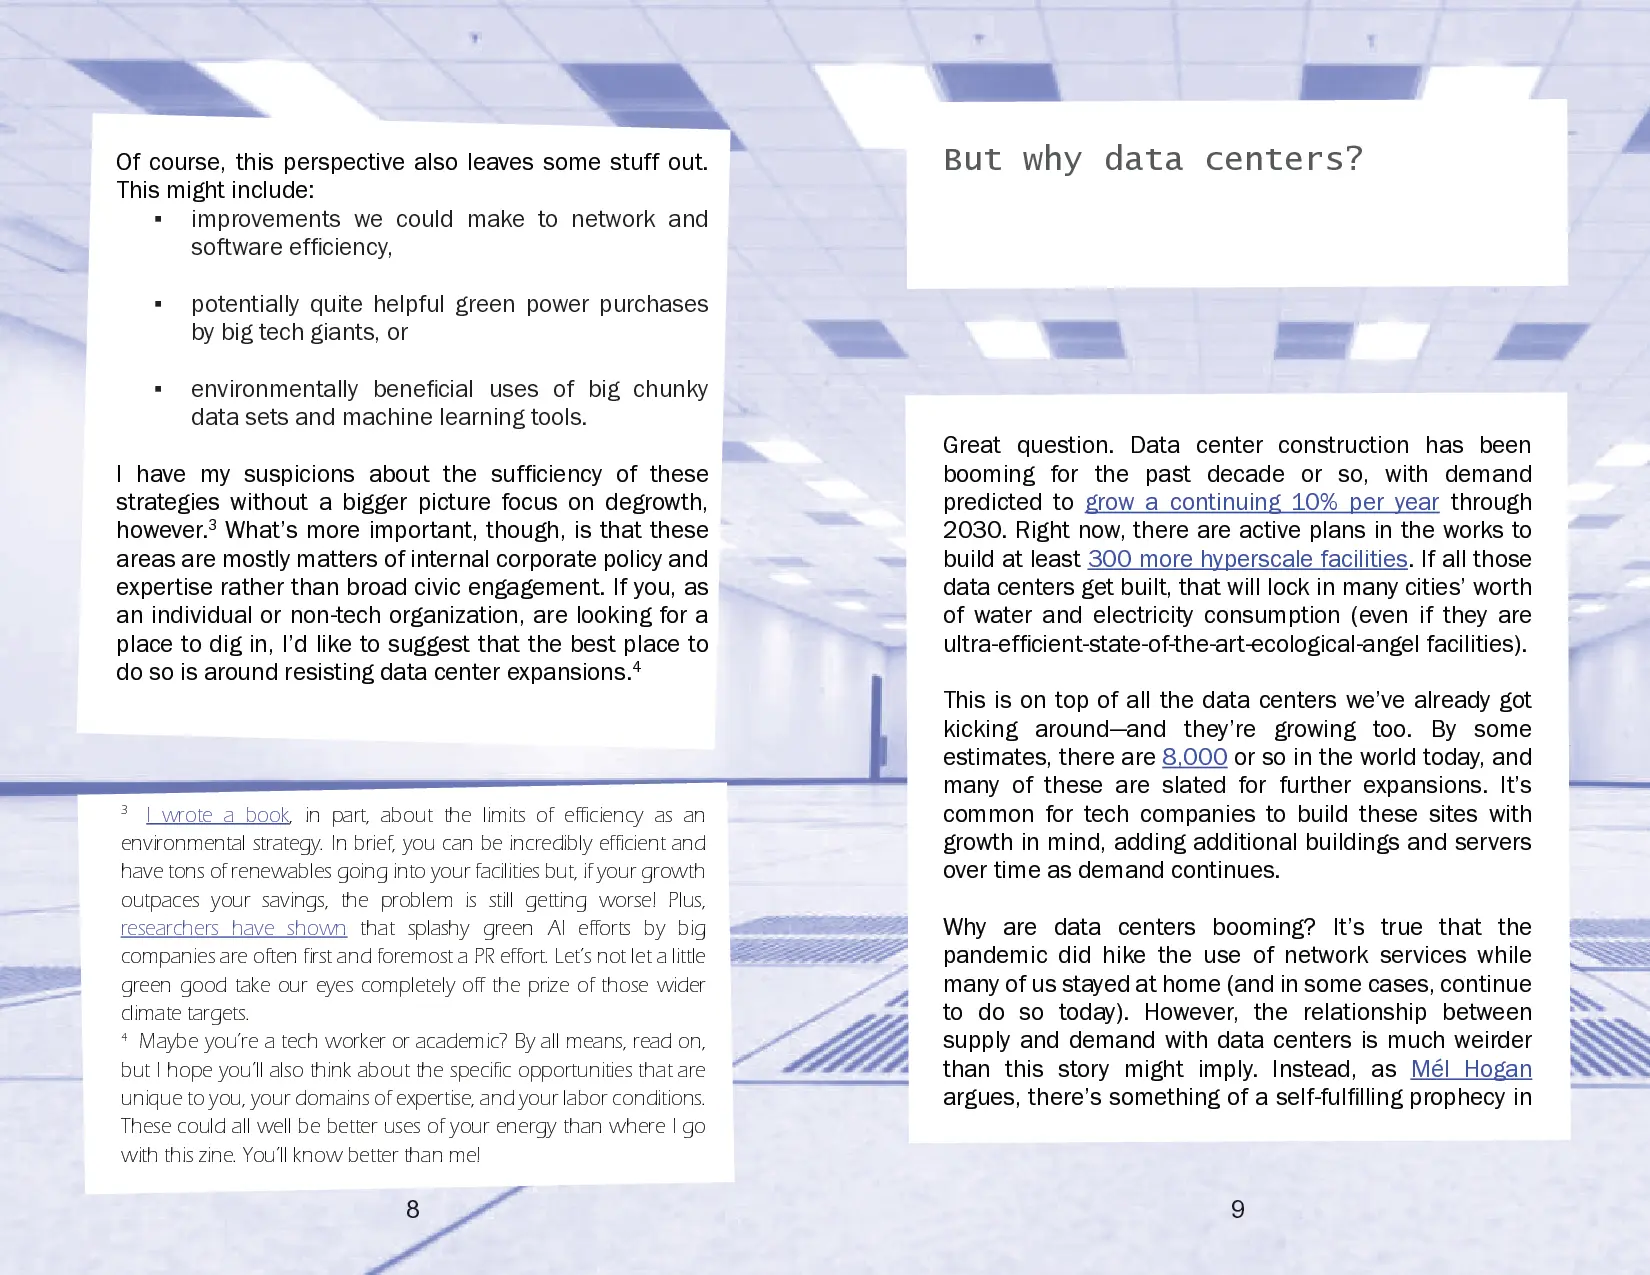 Of course, this perspective also leaves some stuff out.
This might include:
▪ improvements we could make to network and
software efficiency,
▪ potentially quite helpful green power purchases
by big tech giants, or
▪ environmentally beneficial uses of big chunky
data sets and machine learning tools.
I have my suspicions about the sufficiency of these
strategies without a bigger picture focus on degrowth,
however.³ What’s more important, though, is that these
areas are mostly matters of internal corporate policy and
expertise rather than broad civic engagement. If you, as
an individual or non-tech organization, are looking for a
place to dig in, I’d like to suggest that the best place to
do so is around resisting data center expansions.⁴
³ I wrote a book, in part, about the limits of efficiency as an
environmental strategy. In brief, you can be incredibly efficient and
have tons of renewables going into your facilities but, if your growth
outpaces your savings, the problem is still getting worse! Plus,
researchers have shown that splashy green AI efforts by big
companies are often first and foremost a PR effort. Let’s not let a little
green good take our eyes completely off the prize of those wider
climate targets.
⁴ Maybe you’re a tech worker or academic? By all means, read on,
but I hope you’ll also think about the specific opportunities that are
unique to you, your domains of expertise, and your labor conditions.
These could all well be better uses of your energy than where I go
with this zine. You’ll know better than me!
8
But why data centers?
Great question. Data center construction has been
booming for the past decade or so, with demand
predicted to grow a continuing 10% per year through
2030. Right now, there are active plans in the works to
build at least 300 more hyperscale facilities. If all those
data centers get built, that will lock in many cities’ worth
of water and electricity consumption (even if they are
ultra-efficient-state-of-the-art-ecological-angel facilities).
This is on top of all the data centers we’ve already got
kicking around—and they’re growing too. By some
estimates, there are 8,000 or so in the world today, and
many of these are slated for further expansions. It’s
common for tech companies to build these sites with
growth in mind, adding additional buildings and servers
over time as demand continues.
Why are data centers booming? It’s true that the
pandemic did hike the use of network services while
many of us stayed at home (and in some cases, continue
to do so today). However, the relationship between
supply and demand with data centers is much weirder
than this story might imply. Instead, as Mél Hogan
argues, there’s something of a self-fulfilling prophecy in
9